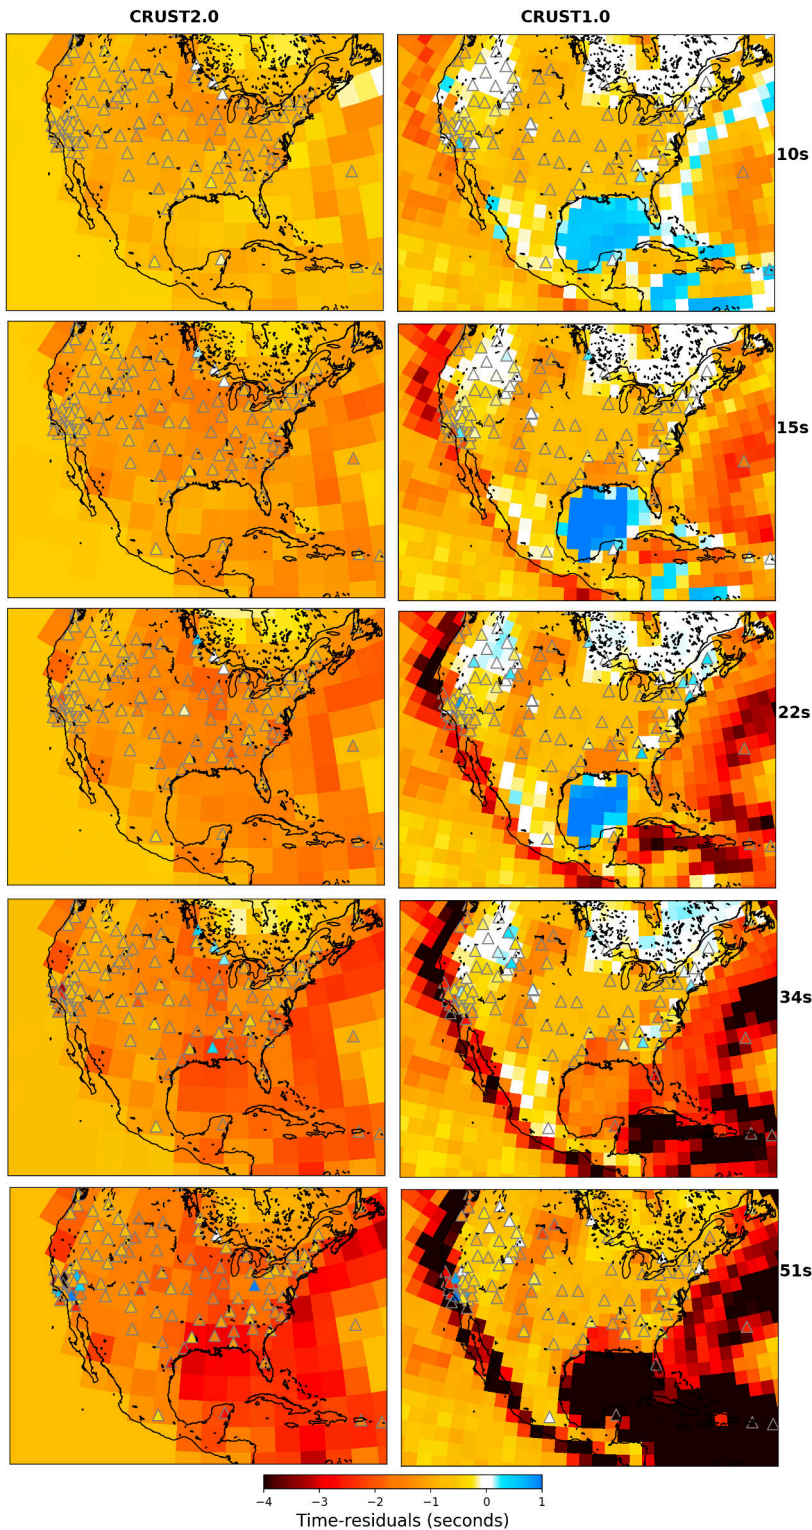 CRUST2.0 CRUST1.0
10s
15s
22s
34s
51s
−4 −3 −2 −1 0 1
Time-residuals (seconds)